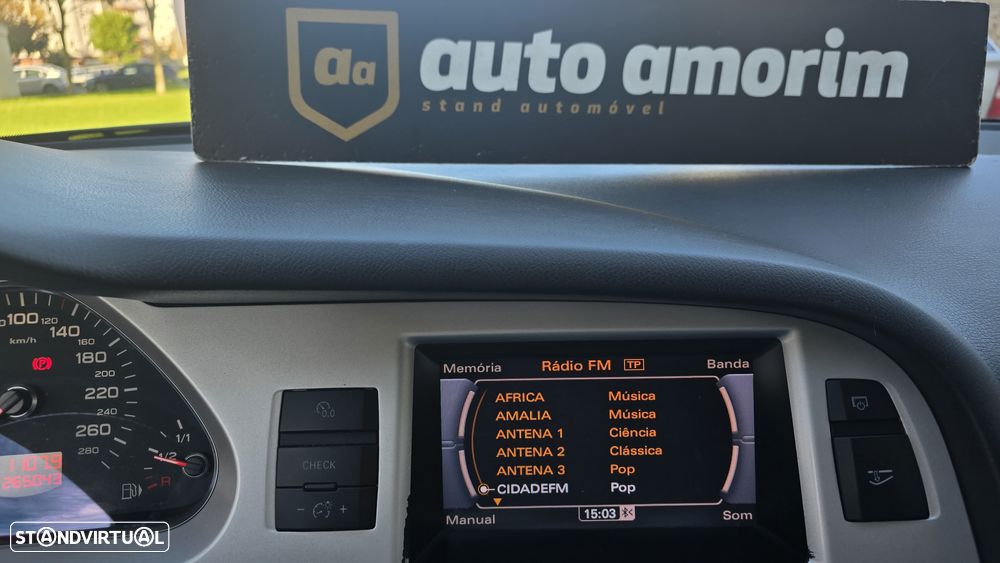 aa
auto amorim
stand automóvel
100 120
140
km/h
160
180
200
220
240
260
280
1/1
1/2
R
265043
0.0
CHECK
- +
Memória Rádio FM TP Banda
AFRICA Música
AMALIA Música
ANTENA 1 Ciência
ANTENA 2 Clássica
ANTENA 3 Pop
CIDADEFM Pop
Manual 15:03 Som
STANDVIRTUAL